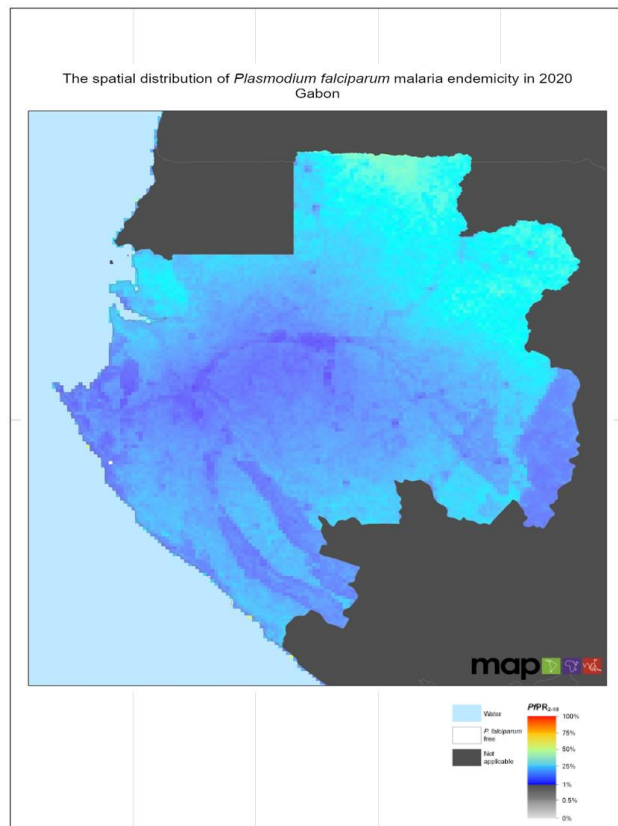 The spatial distribution of Plasmodium falciparum malaria endemicity in 2020
Gabon
map
Water
P. falciparum
free
Not
applicable
PfPR2-10
100%
75%
50%
25%
1%
0.5%
0%